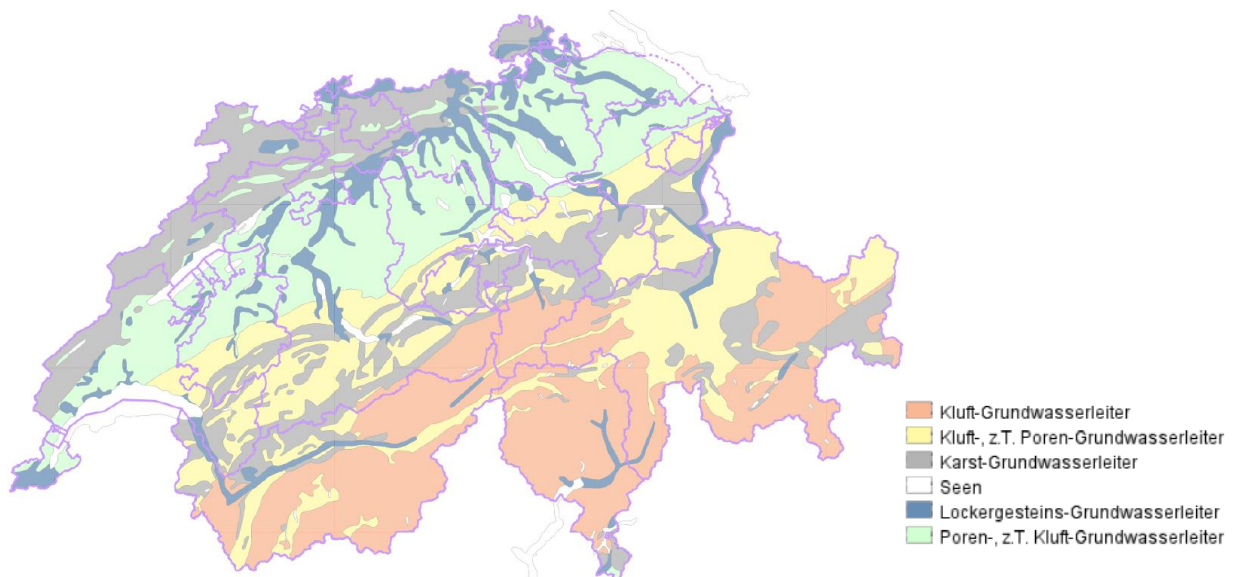 Kluft-Grundwasserleiter
Kluft-, z.T. Poren-Grundwasserleiter
Karst-Grundwasserleiter
Seen
Lockergesteins-Grundwasserleiter
Poren-, z.T. Kluft-Grundwasserleiter